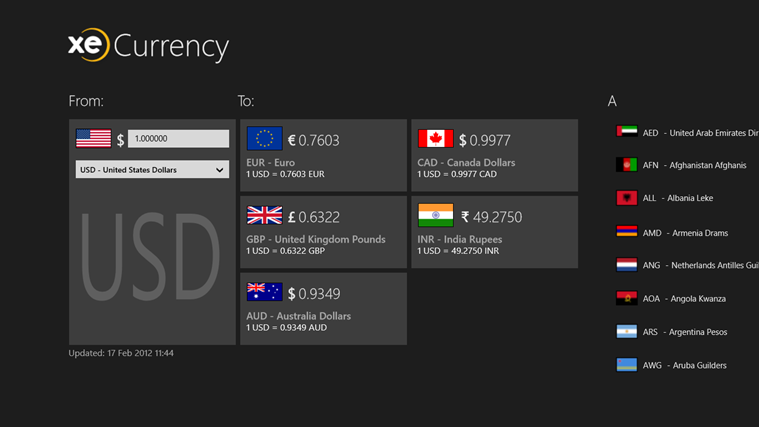 xe Currency
From:
$ 1.000000
USD - United States Dollars
USD
Updated: 17 Feb 2012 11:44
To:
€ 0.7603
EUR - Euro
1 USD = 0.7603 EUR
$ 0.9977
CAD - Canada Dollars
1 USD = 0.9977 CAD
£ 0.6322
GBP - United Kingdom Pounds
1 USD = 0.6322 GBP
₹ 49.2750
INR - India Rupees
1 USD = 49.2750 INR
$ 0.9349
AUD - Australia Dollars
1 USD = 0.9349 AUD
A
AED - United Arab Emirates Dir
AFN - Afghanistan Afghanis
ALL - Albania Leke
AMD - Armenia Drams
ANG - Netherlands Antilles Guil
AOA - Angola Kwanza
ARS - Argentina Pesos
AWG - Aruba Guilders